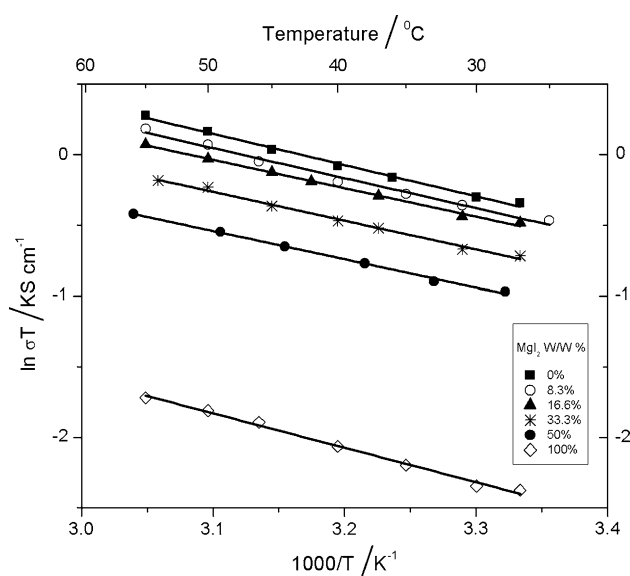 Temperature / ⁰C
60 50 40 30
0 0
-1 -1
-2 -2
ln σT / KS cm⁻¹
MgI₂ W/W %
0%
8.3%
16.6%
33.3%
50%
100%
3.0 3.1 3.2 3.3 3.4
1000/T / K⁻¹